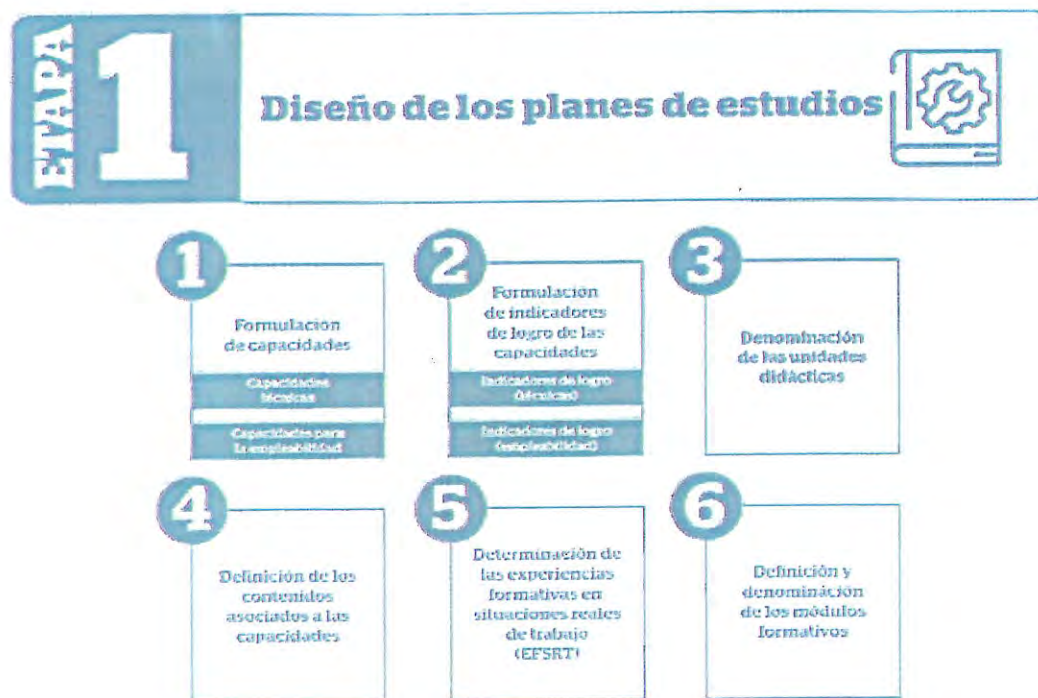 ETAPA
1
Diseño de los planes de estudios
1
Formulación
de capacidades
Capacidades
técnicas
Capacidades para
la empleabilidad
2
Formulación
de indicadores
de logro de las
capacidades
Indicadores de logro
(técnicas)
Indicadores de logro
(empleabilidad)
3
Denominación
de las unidades
didácticas
4
Definición de los
contenidos
asociados a las
capacidades
5
Determinación de
las experiencias
formativas en
situaciones reales
de trabajo
(EFSRT)
6
Definición y
denominación
de los módulos
formativos